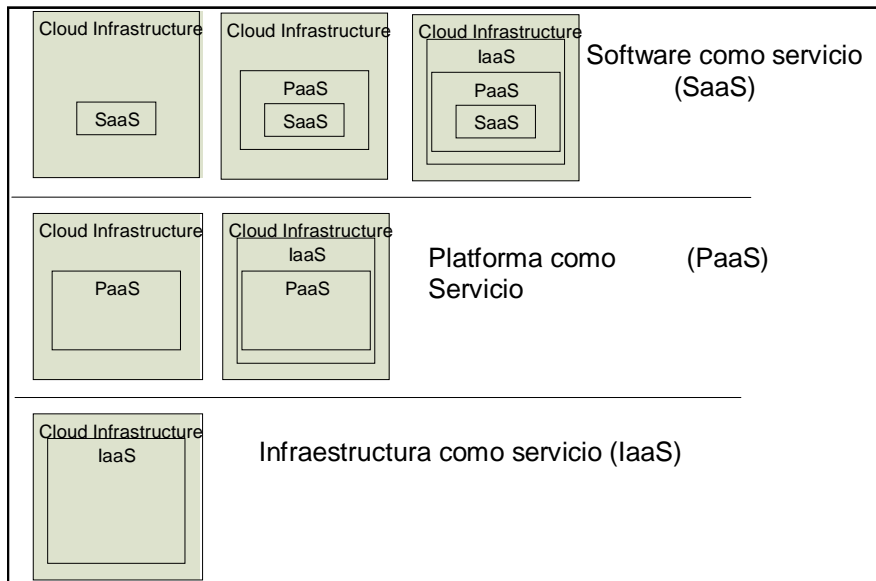 Cloud Infrastructure
SaaS
Cloud Infrastructure
PaaS
SaaS
Cloud Infrastructure
IaaS
PaaS
SaaS
Software como servicio
(SaaS)
Cloud Infrastructure
PaaS
Cloud Infrastructure
IaaS
PaaS
Platforma como (PaaS)
Servicio
Cloud Infrastructure
IaaS
Infraestructura como servicio (IaaS)